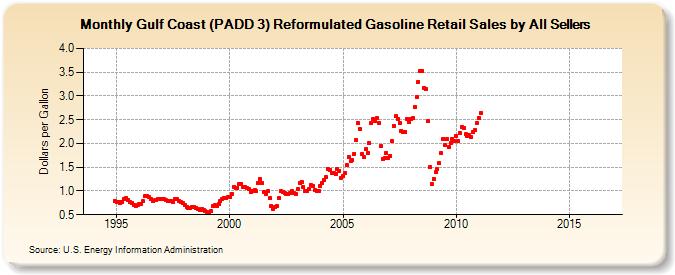 Monthly Gulf Coast (PADD 3) Reformulated Gasoline Retail Sales by All Sellers
Dollars per Gallon
4.0
3.5
3.0
2.5
2.0
1.5
1.0
0.5
1995 2000 2005 2010 2015
Source: U.S. Energy Information Administration